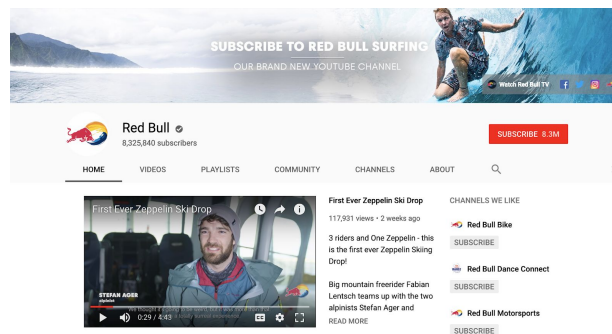 SUBSCRIBE TO RED BULL SURFING
OUR BRAND NEW YOUTUBE CHANNEL
Watch Red Bull TV
Red Bull
8,325,840 subscribers
SUBSCRIBE 8.3M
HOME VIDEOS PLAYLISTS COMMUNITY CHANNELS ABOUT
First Ever Zeppelin Ski Drop
STEFAN AGER
alpinist
0:29 / 4:43
First Ever Zeppelin Ski Drop
117,931 views • 2 weeks ago
3 riders and One Zeppelin - this
is the first ever Zeppelin Skiing
Drop!
Big mountain freerider Fabian
Lentsch teams up with the two
alpinists Stefan Ager and
READ MORE
CHANNELS WE LIKE
Red Bull Bike
SUBSCRIBE
Red Bull Dance Connect
SUBSCRIBE
Red Bull Motorsports
SUBSCRIBE